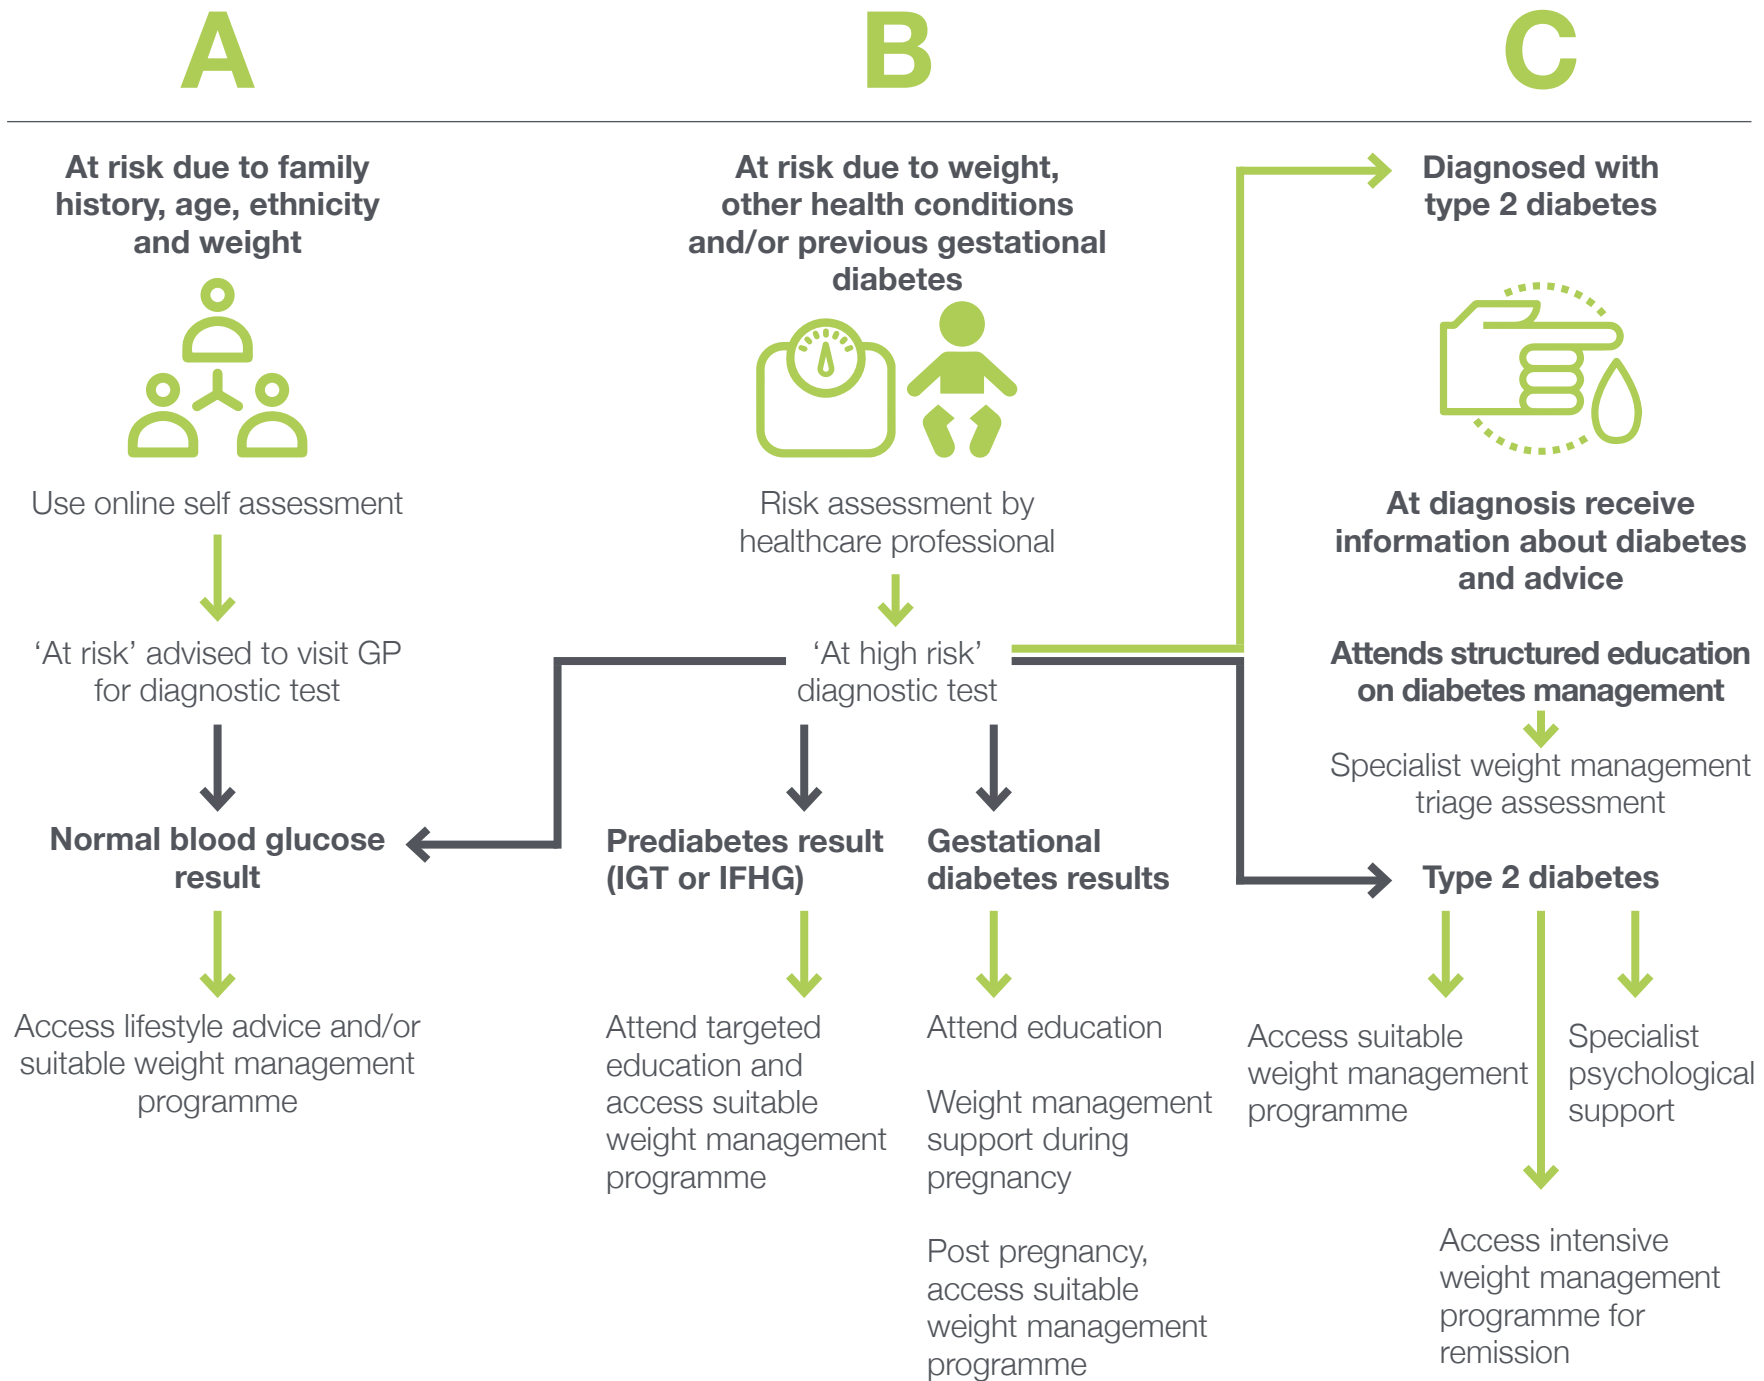 A
B
C
At risk due to family
history, age, ethnicity
and weight
Use online self assessment
‘At risk’ advised to visit GP
for diagnostic test
Normal blood glucose
result
Access lifestyle advice and/or
suitable weight management
programme
At risk due to weight,
other health conditions
and/or previous gestational
diabetes
Risk assessment by
healthcare professional
‘At high risk’
diagnostic test
Prediabetes result
(IGT or IFHG)
Attend targeted
education and
access suitable
weight management
programme
Gestational
diabetes results
Attend education
Weight management
support during
pregnancy
Post pregnancy,
access suitable
weight management
programme
Diagnosed with
type 2 diabetes
At diagnosis receive
information about diabetes
and advice
Attends structured education
on diabetes management
Specialist weight management
triage assessment
Type 2 diabetes
Access suitable
weight management
programme
Specialist
psychological
support
Access intensive
weight management
programme for
remission